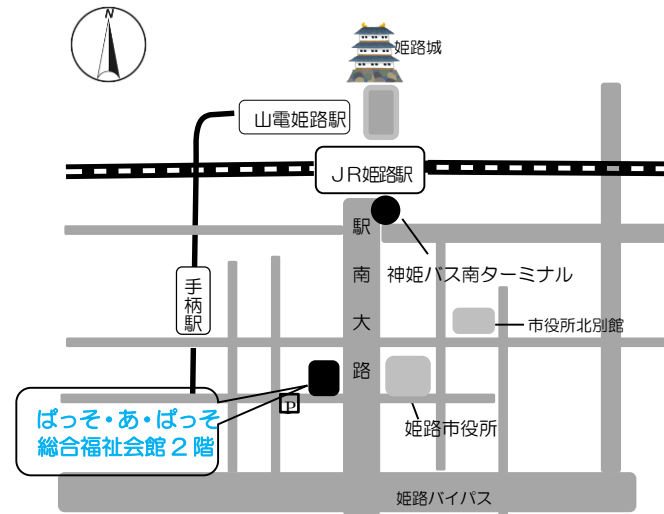 N
姫路城
山電姫路駅
ＪＲ姫路駅
駅南大路
神姫バス南ターミナル
手柄駅
市役所北別館
ぱっそ・あ・ぱっそ
総合福祉会館２階
P
姫路市役所
姫路バイパス